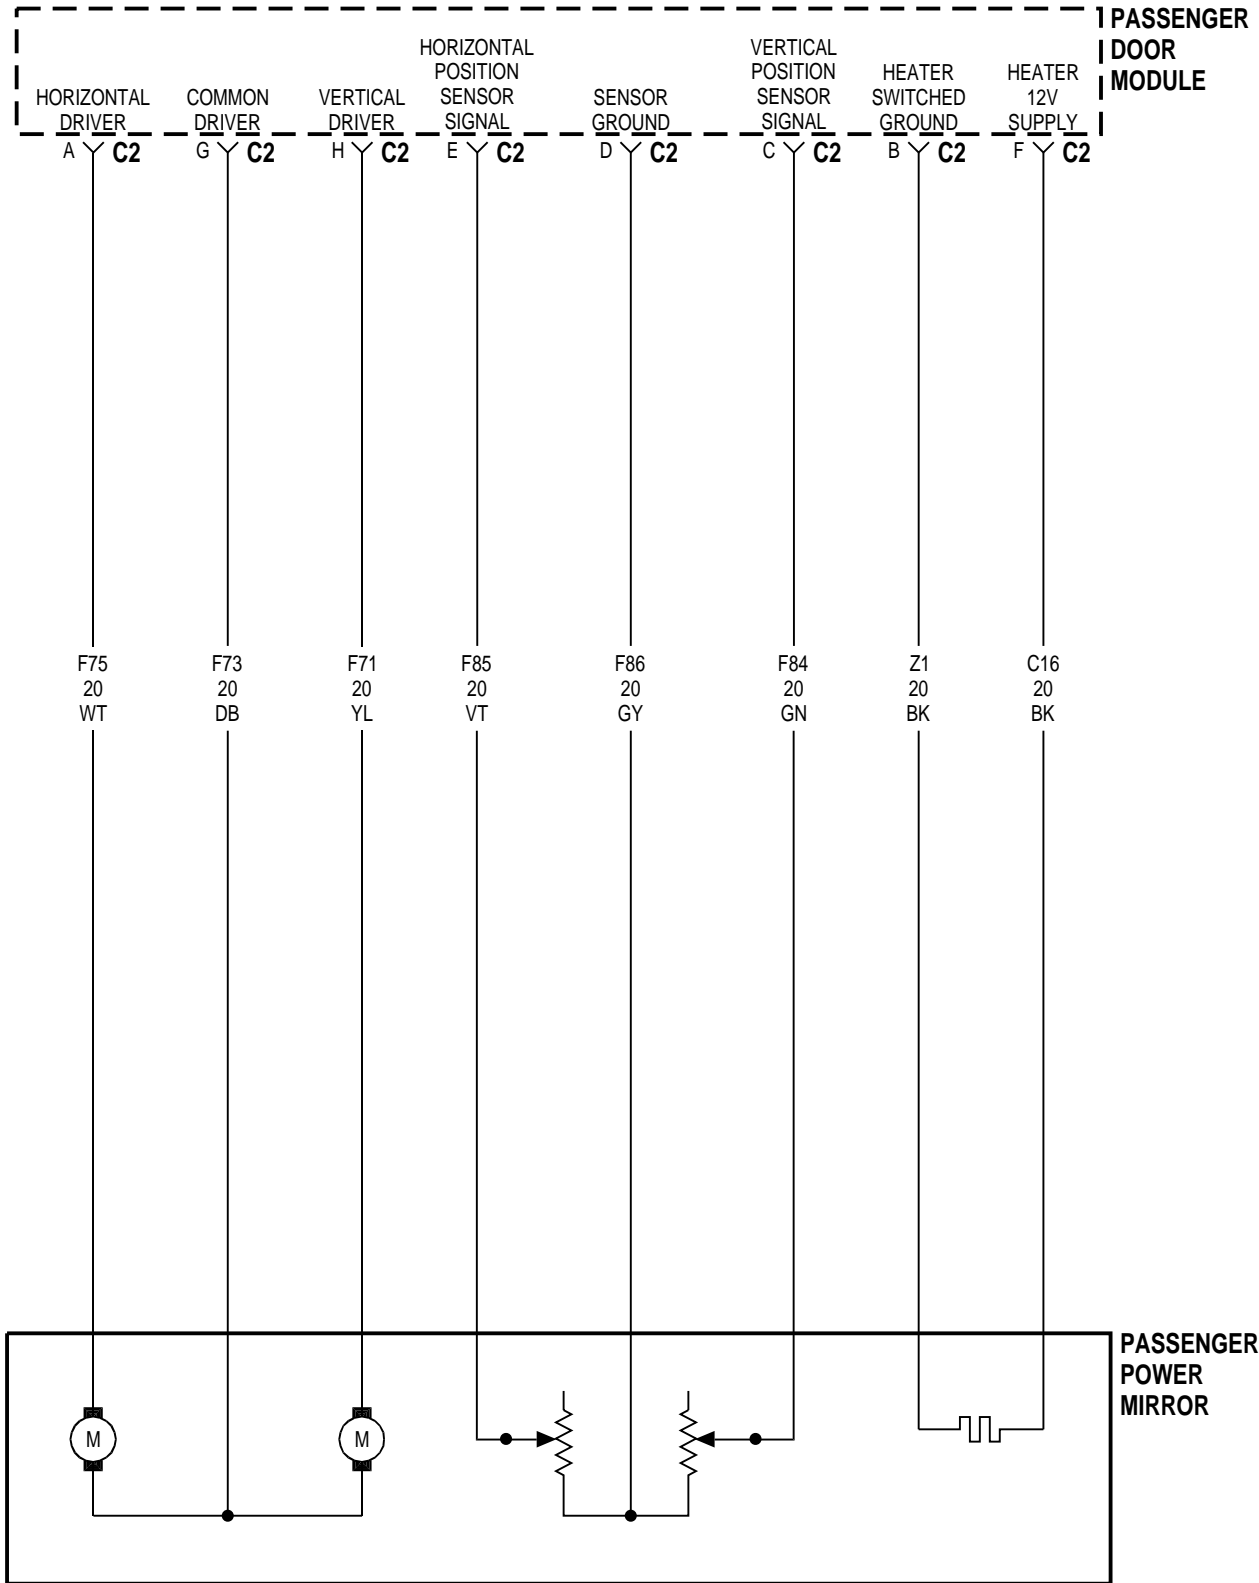 PASSENGER
DOOR
MODULE
HORIZONTAL
DRIVER
COMMON
DRIVER
VERTICAL
DRIVER
HORIZONTAL
POSITION
SENSOR
SIGNAL
SENSOR
GROUND
VERTICAL
POSITION
SENSOR
SIGNAL
HEATER
SWITCHED
GROUND
HEATER
12V
SUPPLY
A C2
G C2
H C2
E C2
D C2
C C2
B C2
F C2
F75
20
WT
F73
20
DB
F71
20
YL
F85
20
VT
F86
20
GY
F84
20
GN
Z1
20
BK
C16
20
BK
PASSENGER
POWER
MIRROR
M
M